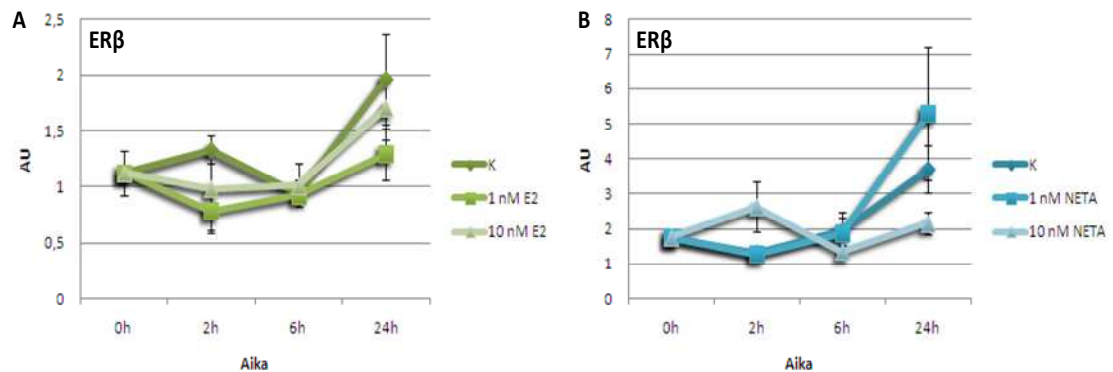 A
ERβ
2,5
2
1,5
1
0,5
0
AU
0h
2h
6h
24h
Aika
K
1 nM E2
10 nM E2
B
ERβ
8
7
6
5
4
3
2
1
0
AU
0h
2h
6h
24h
Aika
K
1 nM NETA
10 nM NETA